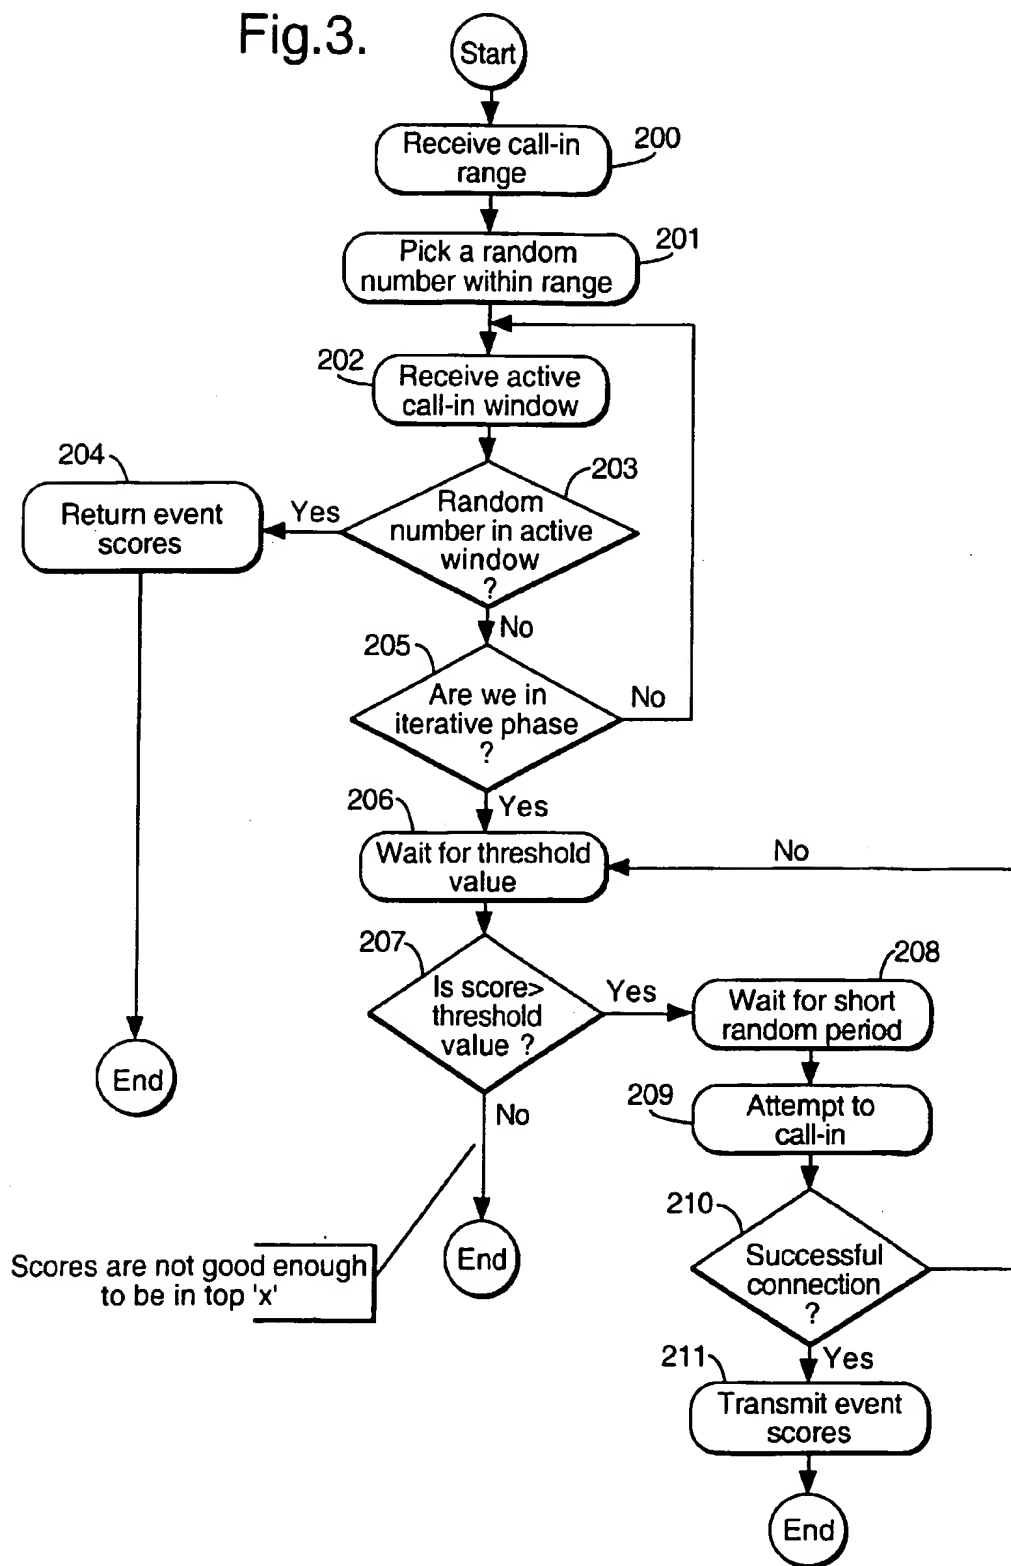 Fig.3.
Start
Receive call-in
range
200
Pick a random
number within range
201
202
Receive active
call-in window
204
Return event
scores
Yes
203
Random
number in active
window
?
No
205
Are we in
iterative phase
?
No
Yes
206
Wait for threshold
value
No
207
Is score>
threshold
value ?
Yes
208
Wait for short
random period
End
No
209
Attempt to
call-in
Scores are not good enough
to be in top 'x'
End
210
Successful
connection
?
Yes
211
Transmit event
scores
End